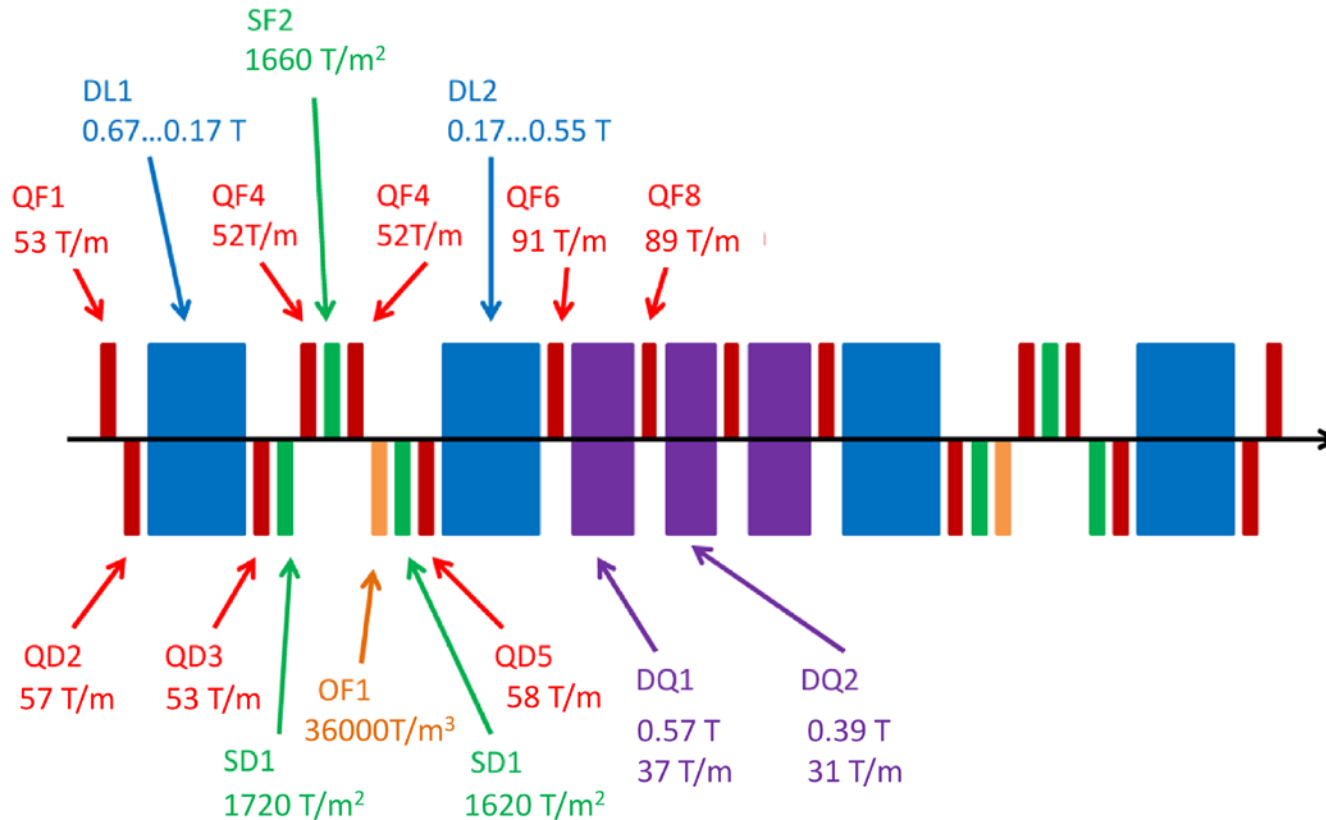 SF2
1660 T/m²
DL1
0.67...0.17 T
DL2
0.17...0.55 T
QF1
53 T/m
QF4
52T/m
QF4
52T/m
QF6
91 T/m
QF8
89 T/m
QD2
57 T/m
QD3
53 T/m
SD1
1720 T/m²
OF1
36000T/m³
SD1
1620 T/m²
QD5
58 T/m
DQ1
0.57 T
37 T/m
DQ2
0.39 T
31 T/m